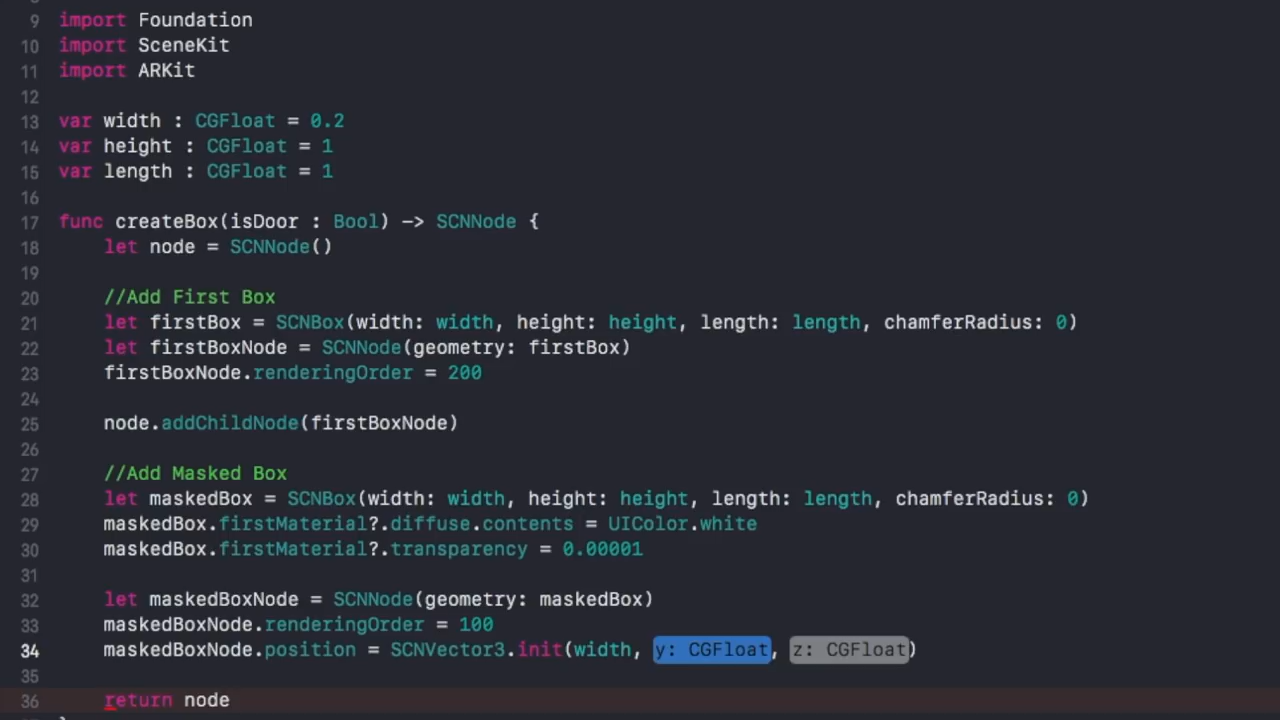 9 import Foundation
10 import SceneKit
11 import ARKit
12
13 var width : CGFloat = 0.2
14 var height : CGFloat = 1
15 var length : CGFloat = 1
16
17 func createBox(isDoor : Bool) -> SCNNode {
18 let node = SCNNode()
19
20 //Add First Box
21 let firstBox = SCNBox(width: width, height: height, length: length, chamferRadius: 0)
22 let firstBoxNode = SCNNode(geometry: firstBox)
23 firstBoxNode.renderingOrder = 200
24
25 node.addChildNode(firstBoxNode)
26
27 //Add Masked Box
28 let maskedBox = SCNBox(width: width, height: height, length: length, chamferRadius: 0)
29 maskedBox.firstMaterial?.diffuse.contents = UIColor.white
30 maskedBox.firstMaterial?.transparency = 0.00001
31
32 let maskedBoxNode = SCNNode(geometry: maskedBox)
33 maskedBoxNode.renderingOrder = 100
34 maskedBoxNode.position = SCNVector3.init(width, y: CGFloat, z: CGFloat)
35
36 return node